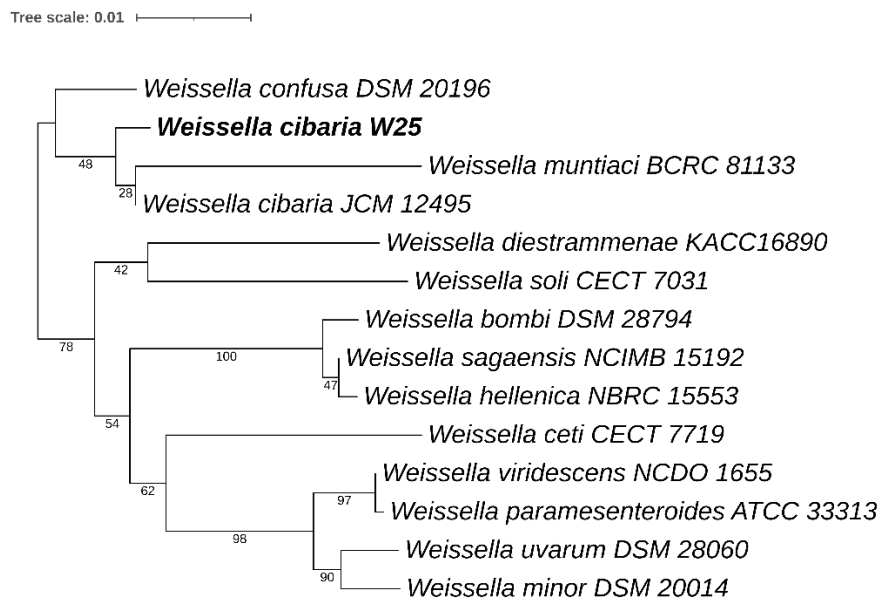 Tree scale: 0.01
Weissella confusa DSM 20196
Weissella cibaria W25
48
Weissella muntiaci BCRC 81133
28
Weissella cibaria JCM 12495
Weissella diestrammenae KACC16890
42
Weissella soli CECT 7031
Weissella bombi DSM 28794
78
100
Weissella sagaensis NCIMB 15192
47
Weissella hellenica NBRC 15553
54
Weissella ceti CECT 7719
Weissella viridescens NCDO 1655
62
97
Weissella paramesenteroides ATCC 33313
98
Weissella uvarum DSM 28060
90
Weissella minor DSM 20014